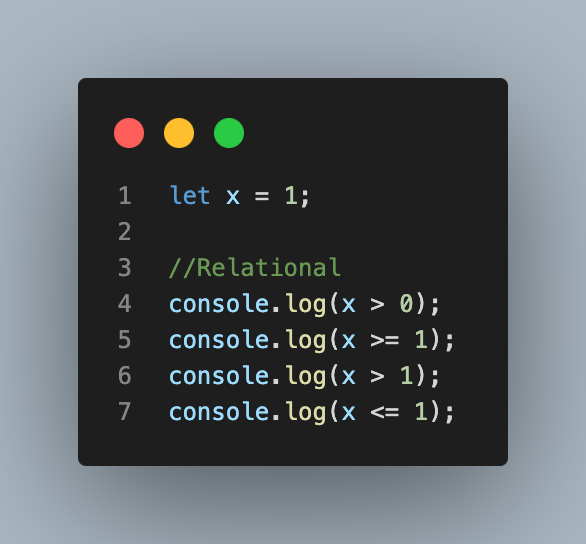 1 let x = 1;
2
3 //Relational
4 console.log(x > 0);
5 console.log(x >= 1);
6 console.log(x > 1);
7 console.log(x <= 1);